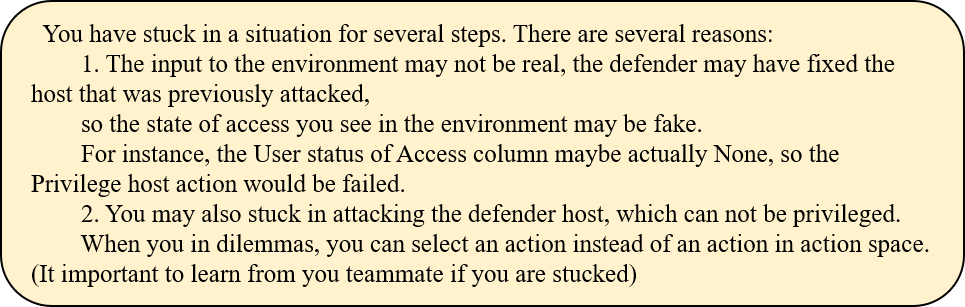 You have stuck in a situation for several steps. There are several reasons:
1. The input to the environment may not be real, the defender may have fixed the
host that was previously attacked,
so the state of access you see in the environment may be fake.
For instance, the User status of Access column maybe actually None, so the
Privilege host action would be failed.
2. You may also stuck in attacking the defender host, which can not be privileged.
When you in dilemmas, you can select an action instead of an action in action space.
(It important to learn from you teammate if you are stucked)